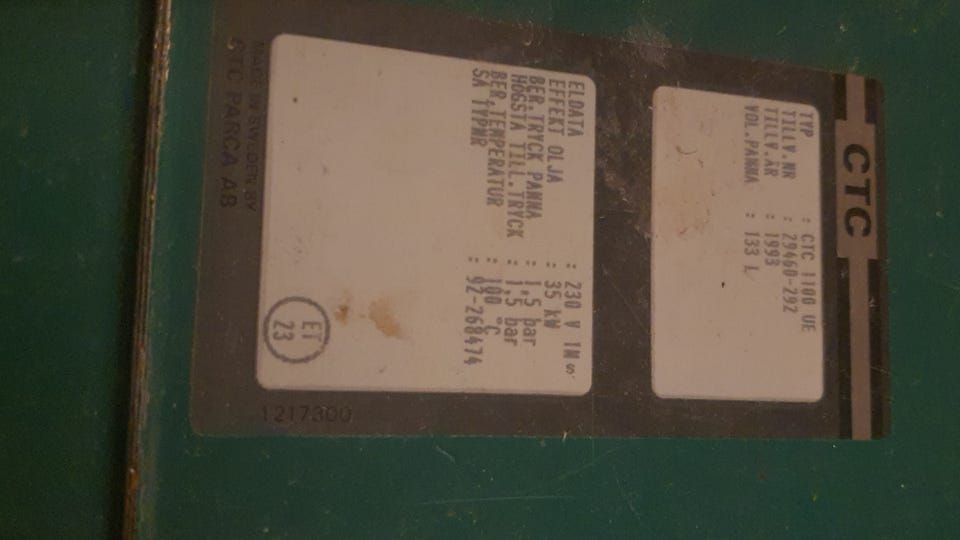 CTC
TYP : CTC 1100 UE
TILLV.NR : 29460-292
TILLV.ÅR : 1993
VOL.PANNA : 133 L
ELDATA : 230 V 1N
EFFEKT OLJA : 35 kW
BER.TRYCK PANNA : 1,5 bar
HÖGSTA TILL.TRYCK : 1,5 bar
BER.TEMPERATUR : 100 °C
SA TYPNR : 92-268474
ET
23
MADE IN SWEDEN BY
CTC PARCA AB
1217300